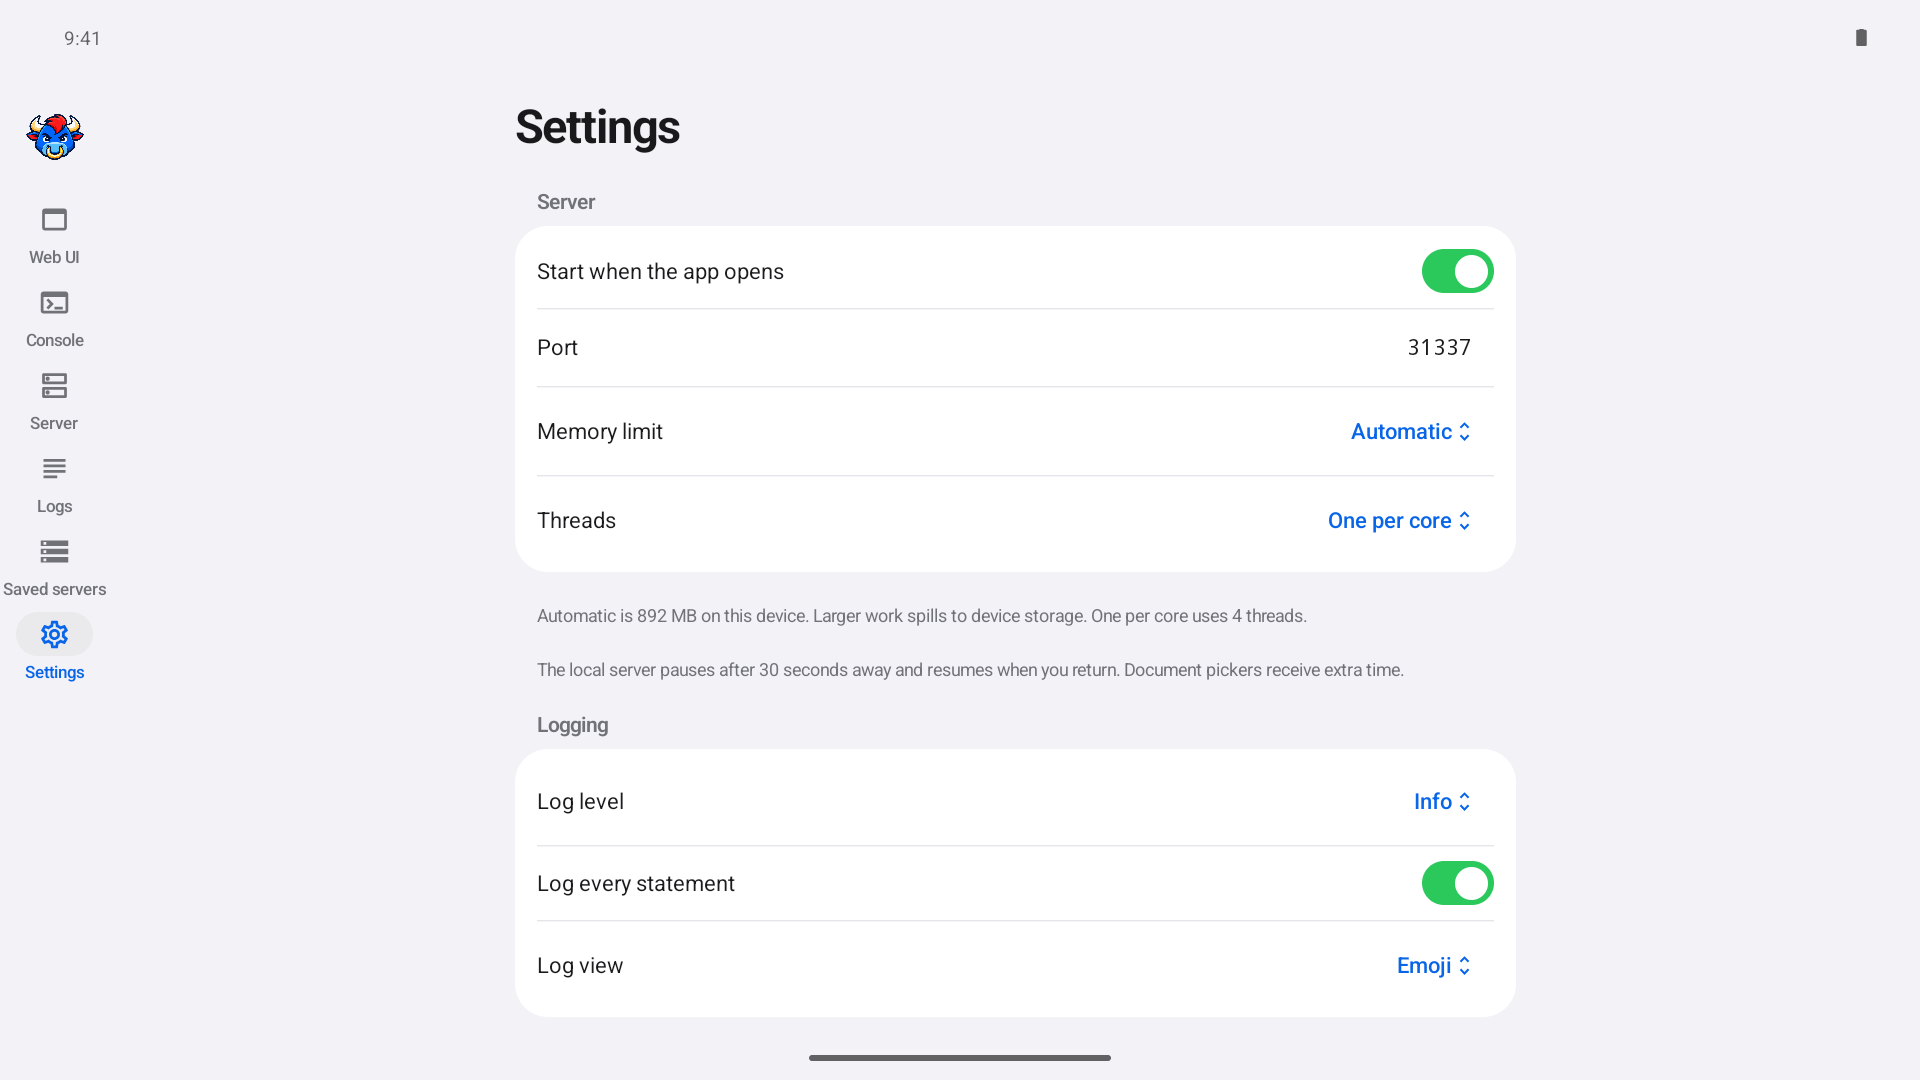 9:41
Settings
Server
Start when the app opens
Port
31337
Memory limit
Automatic
Threads
One per core
Automatic is 892 MB on this device. Larger work spills to device storage. One per core uses 4 threads.
The local server pauses after 30 seconds away and resumes when you return. Document pickers receive extra time.
Logging
Log level
Info
Log every statement
Log view
Emoji
Web UI
Console
Server
Logs
Saved servers
Settings